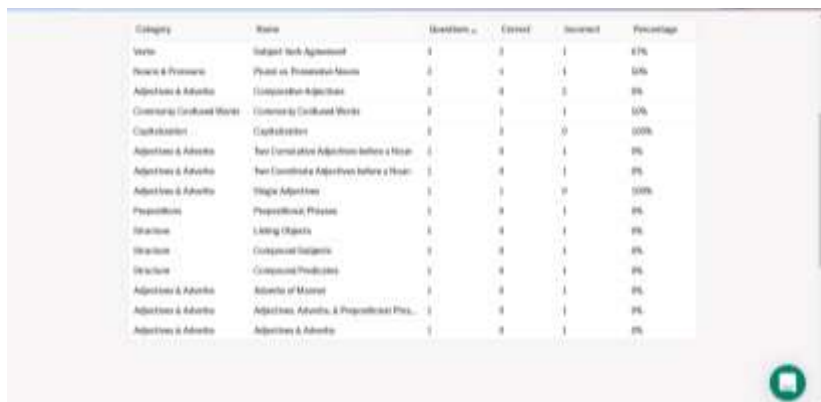 Category Name Questions Correct Incorrect Percentage
Verbs Subject Verb Agreement 3 2 1 67%
Nouns & Pronouns Plural vs. Possessive Nouns 2 1 1 50%
Adjectives & Adverbs Comparative Adjectives 2 0 2 0%
Commonly Confused Words Commonly Confused Words 2 1 1 50%
Capitalization Capitalization 2 2 0 100%
Adjectives & Adverbs Two Cumulative Adjectives before a Noun 1 0 1 0%
Adjectives & Adverbs Two Coordinate Adjectives before a Noun 1 0 1 0%
Adjectives & Adverbs Single Adjectives 1 1 0 100%
Prepositions Prepositional Phrases 1 0 1 0%
Structure Listing Objects 1 0 1 0%
Structure Compound Subjects 1 0 1 0%
Structure Compound Predicates 1 0 1 0%
Adjectives & Adverbs Adverbs of Manner 1 0 1 0%
Adjectives & Adverbs Adjectives, Adverbs, & Prepositional Phra... 1 0 1 0%
Adjectives & Adverbs Adjectives & Adverbs 1 0 1 0%